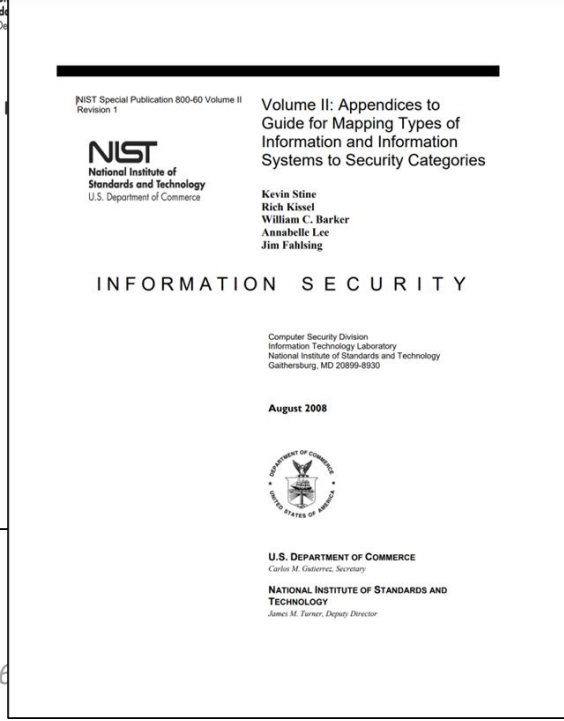 NIST Special Publication 800-60 Volume II
Revision 1
NIST
National Institute of
Standards and Technology
U.S. Department of Commerce
Volume II: Appendices to
Guide for Mapping Types of
Information and Information
Systems to Security Categories
Kevin Stine
Rich Kissel
William C. Barker
Annabelle Lee
Jim Fahlsing
INFORMATION SECURITY
Computer Security Division
Information Technology Laboratory
National Institute of Standards and Technology
Gaithersburg, MD 20899-8930
August 2008
DEPARTMENT OF COMMERCE
UNITED STATES OF AMERICA
U.S. DEPARTMENT OF COMMERCE
Carlos M. Gutierrez, Secretary
NATIONAL INSTITUTE OF STANDARDS AND
TECHNOLOGY
James M. Turner, Deputy Director